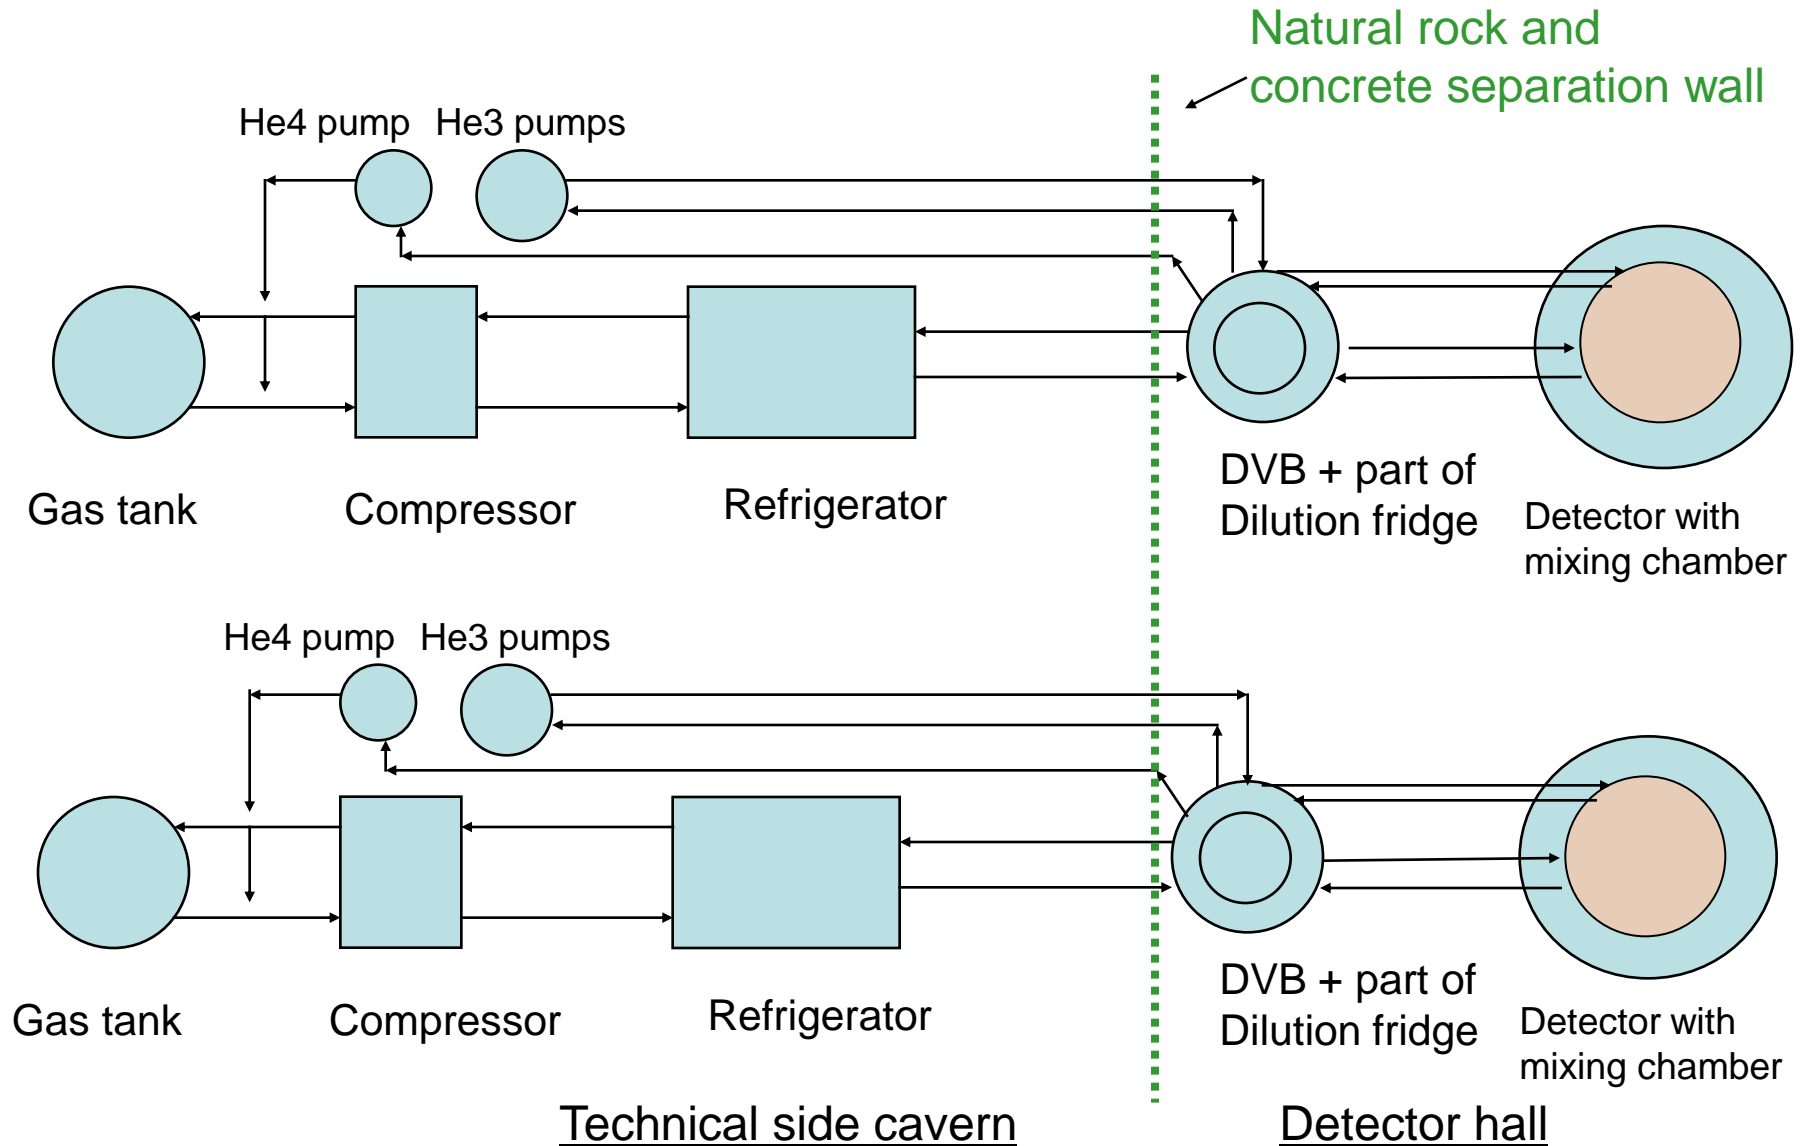 Natural rock and
concrete separation wall
He4 pump He3 pumps
Gas tank
Compressor
Refrigerator
DVB + part of
Dilution fridge
Detector with
mixing chamber
He4 pump He3 pumps
Gas tank
Compressor
Refrigerator
DVB + part of
Dilution fridge
Detector with
mixing chamber
Technical side cavern
Detector hall